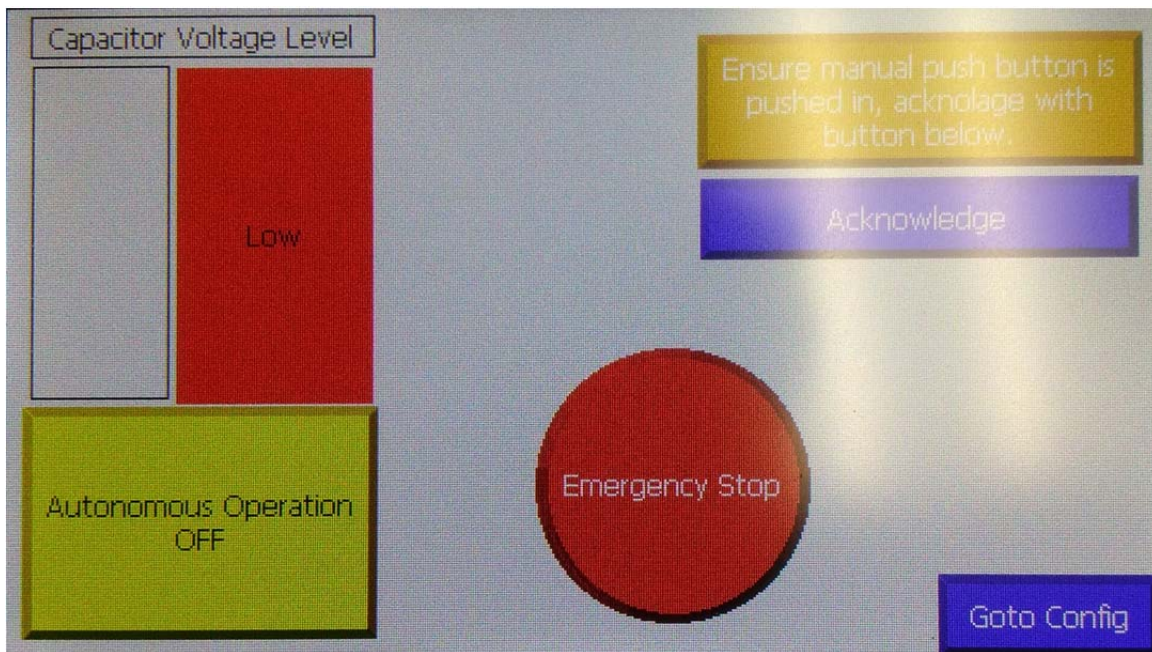 Capacitor Voltage Level
Ensure manual push button is
pushed in, acknolage with
button below.
Acknowledge
Low
Emergency Stop
Autonomous Operation
OFF
Goto Config